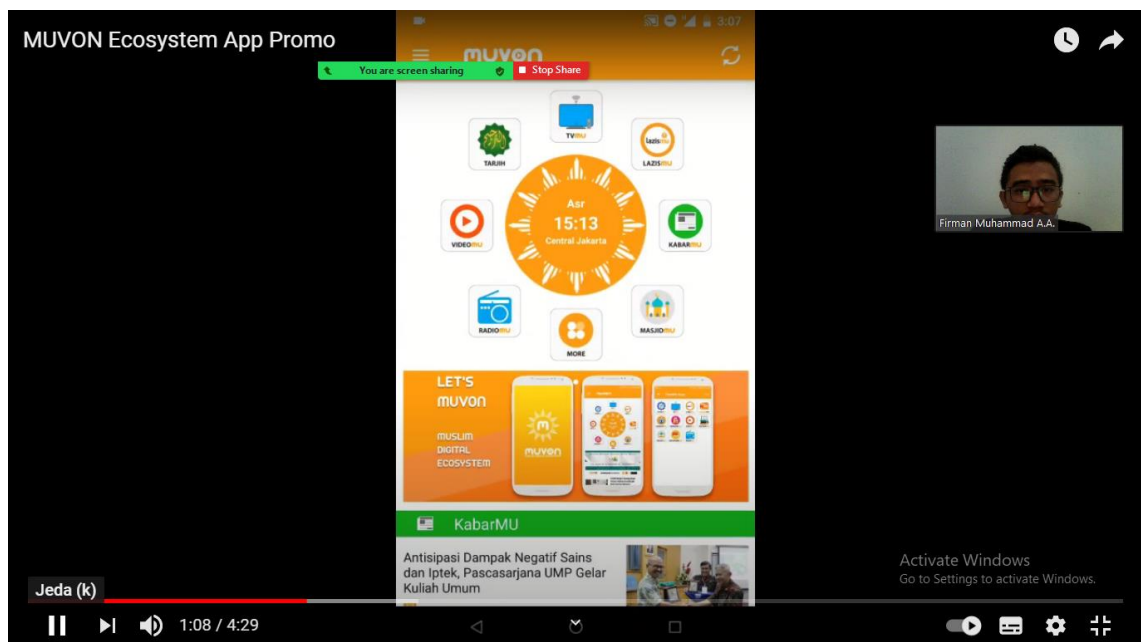 MUVON Ecosystem App Promo
3:07
muvon
You are screen sharing
Stop Share
TVMU
TARJIH
lazismu
LAZISMU
Asr
15:13
Central Jakarta
VIDEOMU
KABARMU
RADIOMU
MASJIDMU
MORE
Firman Muhammad A.A.
LET'S
muvon
MUSLIM
DIGITAL
ECOSYSTEM
muvon
KabarMU
Antisipasi Dampak Negatif Sains
dan Iptek, Pascasarjana UMP Gelar
Kuliah Umum
Activate Windows
Go to Settings to activate Windows.
Jeda (k)
1:08 / 4:29